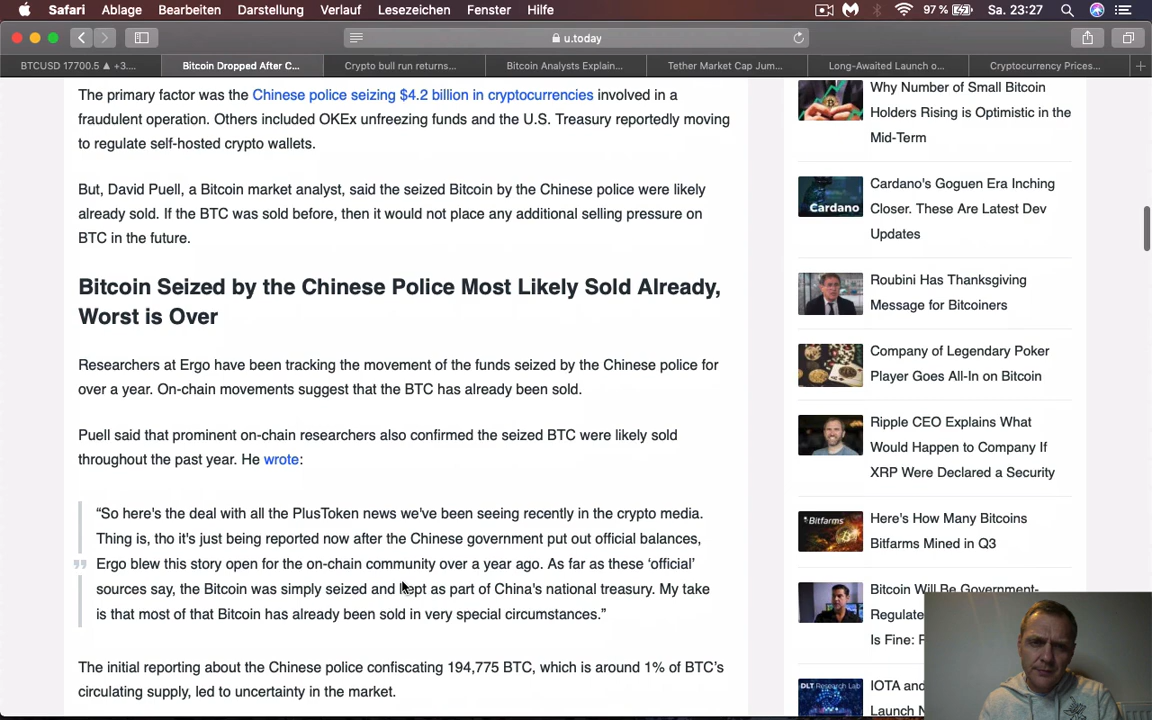 Safari Ablage Bearbeiten Darstellung Verlauf Lesezeichen Fenster Hilfe 97 % Sa. 23:27
u.today
BTCUSD 17700.5 ▲ +3.... Bitcoin Dropped After C... Crypto bull run returns... Bitcoin Analysts Explain... Tether Market Cap Jum... Long-Awaited Launch o... Cryptocurrency Prices...
The primary factor was the Chinese police seizing $4.2 billion in cryptocurrencies involved in a
fraudulent operation. Others included OKEx unfreezing funds and the U.S. Treasury reportedly moving
to regulate self-hosted crypto wallets.
But, David Puell, a Bitcoin market analyst, said the seized Bitcoin by the Chinese police were likely
already sold. If the BTC was sold before, then it would not place any additional selling pressure on
BTC in the future.
Bitcoin Seized by the Chinese Police Most Likely Sold Already,
Worst is Over
Researchers at Ergo have been tracking the movement of the funds seized by the Chinese police for
over a year. On-chain movements suggest that the BTC has already been sold.
Puell said that prominent on-chain researchers also confirmed the seized BTC were likely sold
throughout the past year. He wrote:
“So here's the deal with all the PlusToken news we've been seeing recently in the crypto media.
Thing is, tho it's just being reported now after the Chinese government put out official balances,
Ergo blew this story open for the on-chain community over a year ago. As far as these ‘official’
sources say, the Bitcoin was simply seized and kept as part of China's national treasury. My take
is that most of that Bitcoin has already been sold in very special circumstances.”
The initial reporting about the Chinese police confiscating 194,775 BTC, which is around 1% of BTC’s
circulating supply, led to uncertainty in the market.
Why Number of Small Bitcoin
Holders Rising is Optimistic in the
Mid-Term
Cardano
Cardano's Goguen Era Inching
Closer. These Are Latest Dev
Updates
Roubini Has Thanksgiving
Message for Bitcoiners
Company of Legendary Poker
Player Goes All-In on Bitcoin
Ripple CEO Explains What
Would Happen to Company If
XRP Were Declared a Security
Bitfarms
Here's How Many Bitcoins
Bitfarms Mined in Q3
Bitcoin Will Be Government-
Regulate
Is Fine:
DLT Research Lab
IOTA and
Launch